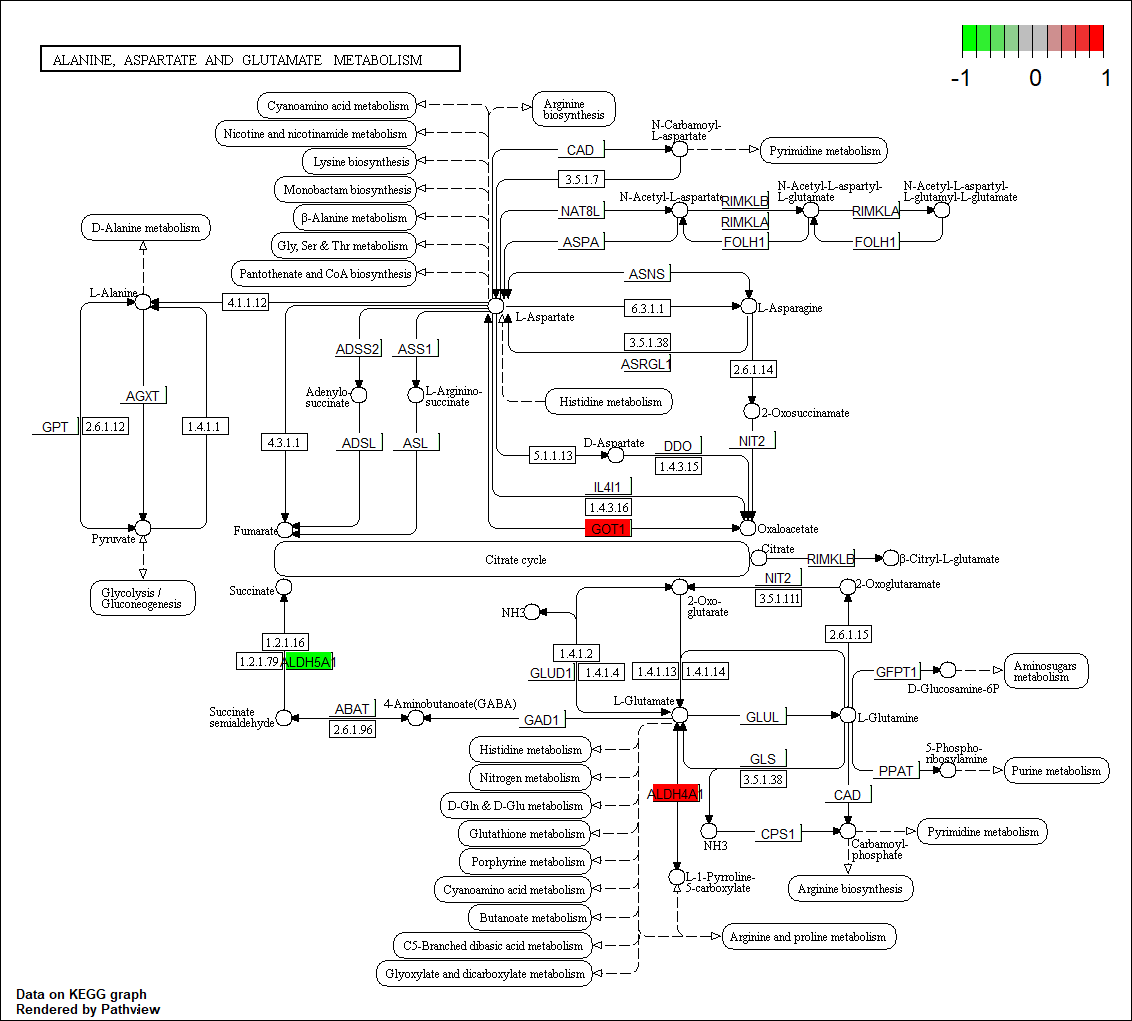 ALANINE, ASPARTATE AND GLUTAMATE METABOLISM
-1 0 1
Cyanoamino acid metabolism
Arginine
biosynthesis
Nicotine and nicotinamide metabolism
Lysine biosynthesis
Monobactam biosynthesis
β-Alanine metabolism
Gly, Ser & Thr metabolism
Pantothenate and CoA biosynthesis
N-Carbamoyl-
L-aspartate
CAD
Pyrimidine metabolism
3.5.1.7
N-Acetyl-L-aspartate
N-Acetyl-L-aspartyl-
L-glutamate
N-Acetyl-L-aspartyl-
L-glutamyl-L-glutamate
NAT8L
RIMKLB
RIMKLA
RIMKLA
ASPA
FOLH1
FOLH1
D-Alanine metabolism
L-Alanine
4.1.1.12
ASNS
6.3.1.1
L-Aspartate
L-Asparagine
3.5.1.38
ASRGL1
ADSS2
ASS1
2.6.1.14
Adenylo-
succinate
L-Arginino-
succinate
Histidine metabolism
2-Oxosuccinamate
AGXT
GPT
2.6.1.12
1.4.1.1
4.3.1.1
ADSL
ASL
D-Aspartate
5.1.1.13
DDO
1.4.3.15
NIT2
IL4I1
1.4.3.16
GOT1
Oxaloacetate
Pyruvate
Fumarate
Citrate cycle
Citrate
RIMKLB
β-Citryl-L-glutamate
Glycolysis /
Gluconeogenesis
Succinate
NH3
2-Oxo-
glutarate
NIT2
3.5.1.111
2-Oxoglutaramate
1.2.1.16
1.2.1.79
ALDH5A1
1.4.1.2
GLUD1
1.4.1.4
1.4.1.13
1.4.1.14
2.6.1.15
GFPT1
D-Glucosamine-6P
Aminosugars
metabolism
Succinate
semialdehyde
ABAT
2.6.1.96
4-Aminobutanoate(GABA)
GAD1
L-Glutamate
GLUL
L-Glutamine
GLS
3.5.1.38
5-Phospho-
ribosylamine
PPAT
Purine metabolism
Histidine metabolism
Nitrogen metabolism
D-Gln & D-Glu metabolism
Glutathione metabolism
Porphyrine metabolism
Cyanoamino acid metabolism
Butanoate metabolism
C5-Branched dibasic acid metabolism
Glyoxylate and dicarboxylate metabolism
ALDH4A1
CAD
NH3
CPS1
Carbamoyl-
phosphate
Pyrimidine metabolism
L-1-Pyrroline-
5-carboxylate
Arginine biosynthesis
Arginine and proline metabolism
Data on KEGG graph
Rendered by Pathview